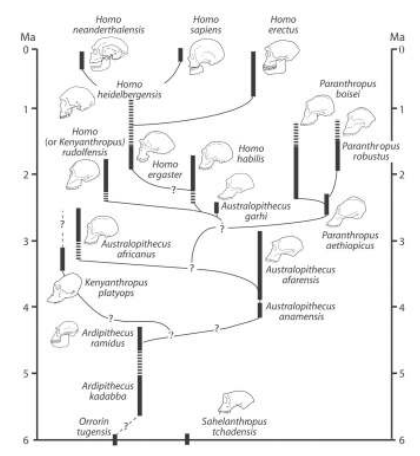 Homo
neanderthalensis
Homo
sapiens
Homo
erectus
Ma
Ma
0
0
Homo
heidelbergensis
Paranthropus
boisei
1
1
Homo
(or Kenyanthropus)
rudolfensis
Homo
ergaster
Homo
habilis
Paranthropus
robustus
2
2
?
Australopithecus
garhi
?
Paranthropus
aethiopicus
?
Australopithecus
africanus
3
3
?
Australopithecus
afarensis
Kenyanthropus
platyops
4
4
Australopithecus
anamensis
?
?
?
Ardipithecus
ramidus
5
5
Ardipithecus
kadabba
Orrorin
tugensis
?
Sahelanthropus
tchadensis
6
6